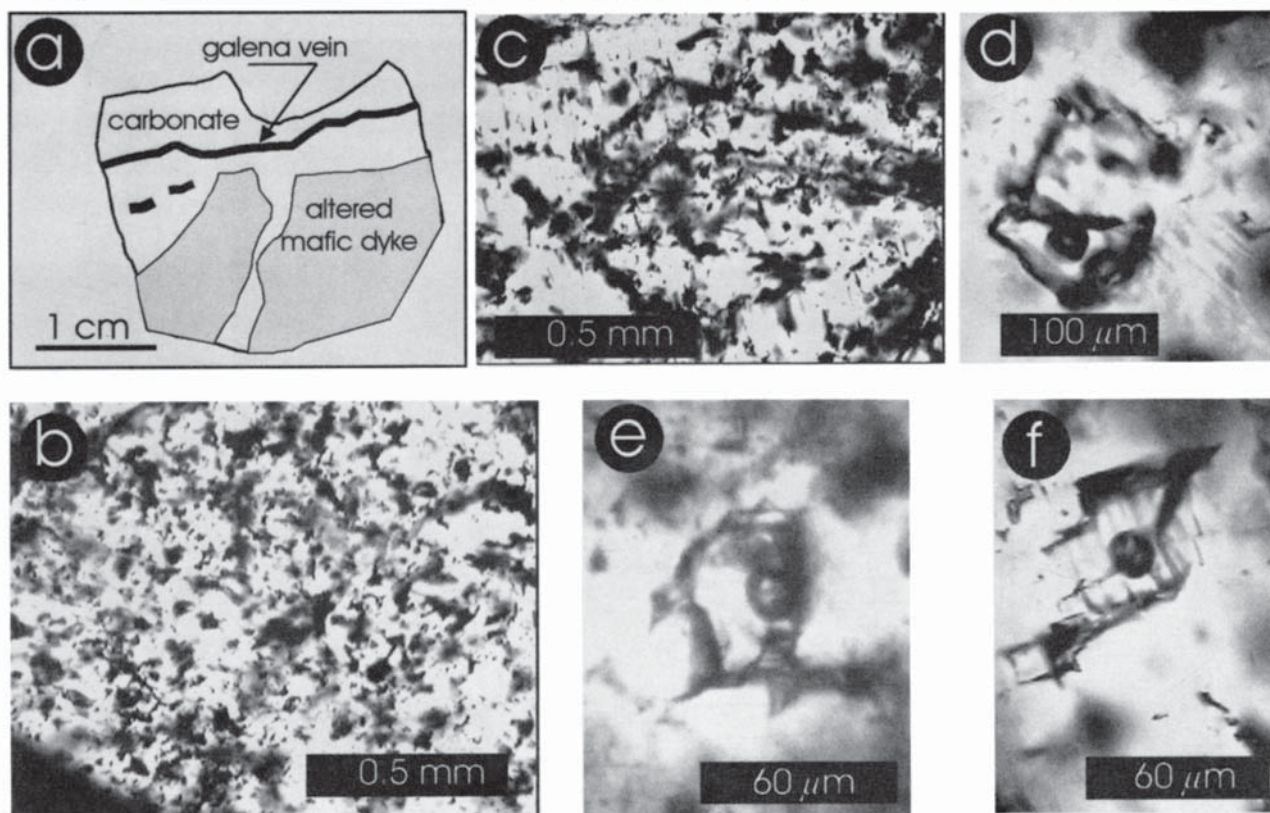 a
galena vein
carbonate
altered
mafic dyke
1 cm
c
0.5 mm
d
100 µm
b
0.5 mm
e
60 µm
f
60 µm